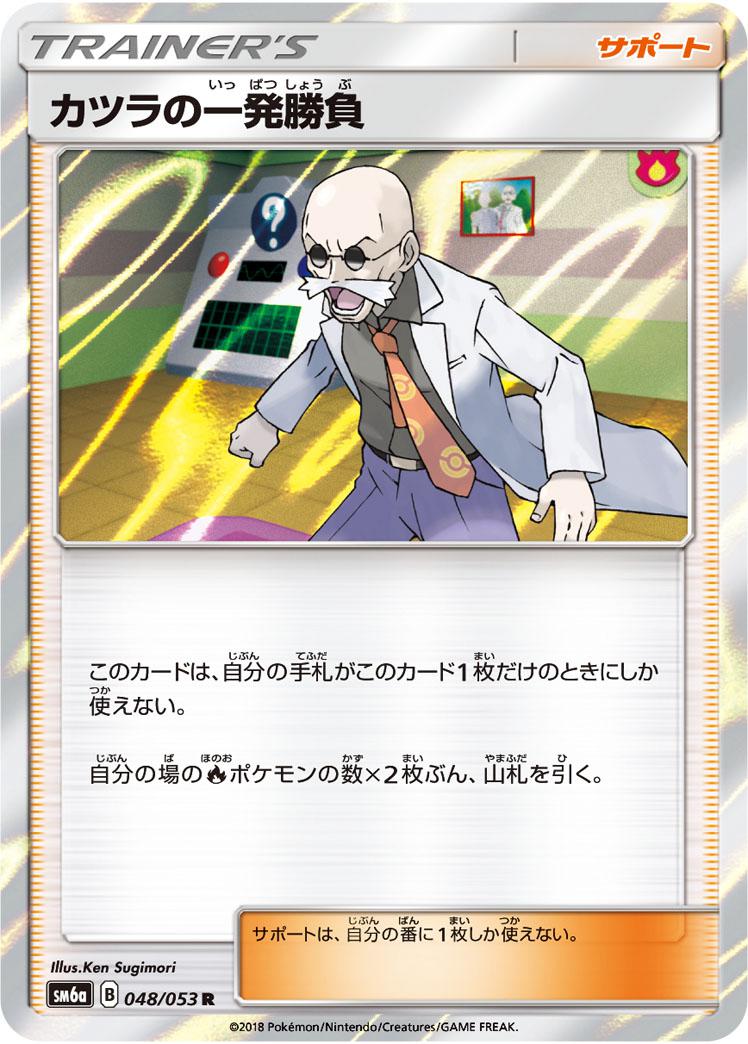 TRAINER'S
サポート
いっ ぱつ しょう ぶ
カツラの一発勝負
?
じぶん てふだ まい
このカードは、自分の手札がこのカード1枚だけのときにしか
つか
使えない。
じぶん ば ほのお かず まい やまふだ ひ
自分の場のポケモンの数×2枚ぶん、山札を引く。
じぶん ばん まい つか
サポートは、自分の番に1枚しか使えない。
Illus.Ken Sugimori
SM6a B 048/053 R
©2018 Pokémon/Nintendo/Creatures/GAME FREAK.